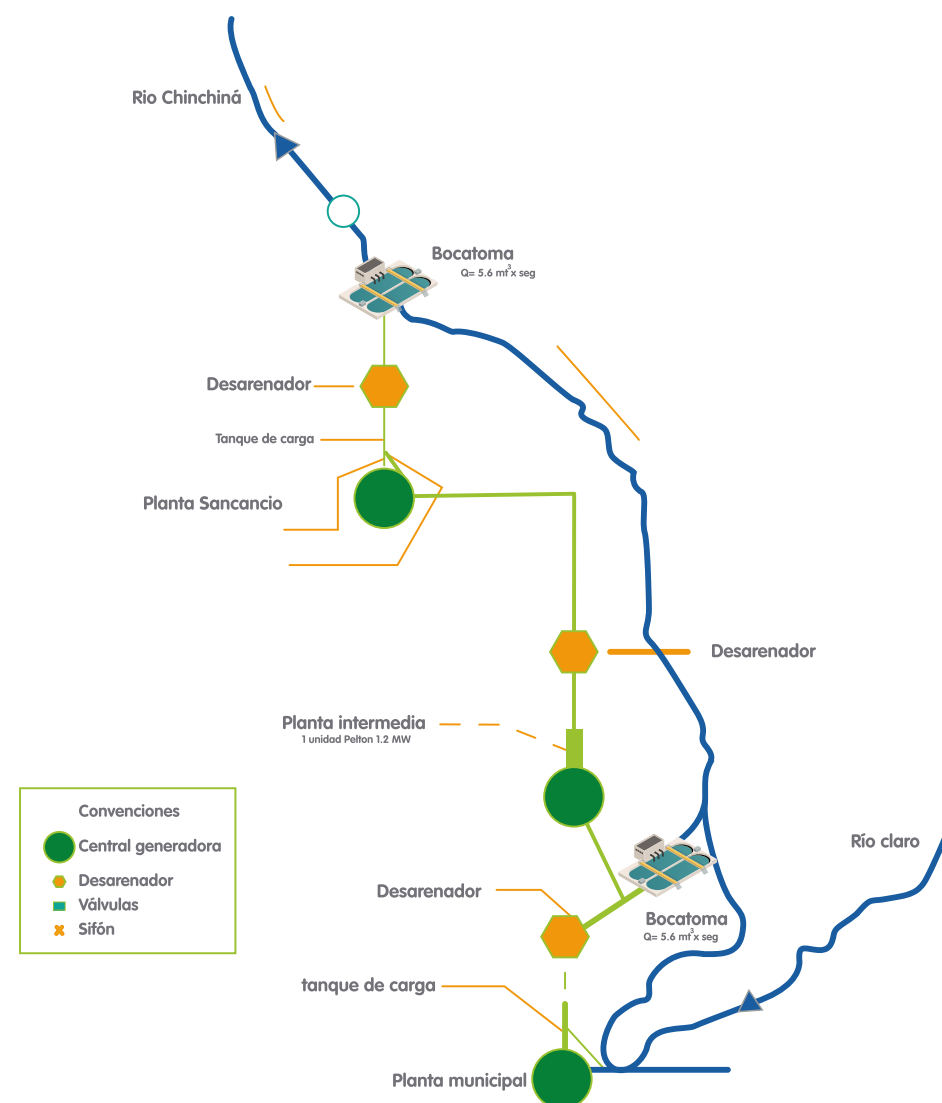 Rio Chinchiná
Bocatoma
Q= 5.6 mt³x seg
Desarenador
Tanque de carga
Planta Sancancio
Desarenador
Planta intermedia
1 unidad Pelton 1.2 MW
Convenciones
Central generadora
Desarenador
Válvulas
Sifón
Río claro
Desarenador
Bocatoma
Q= 5.6 mt³x seg
tanque de carga
Planta municipal